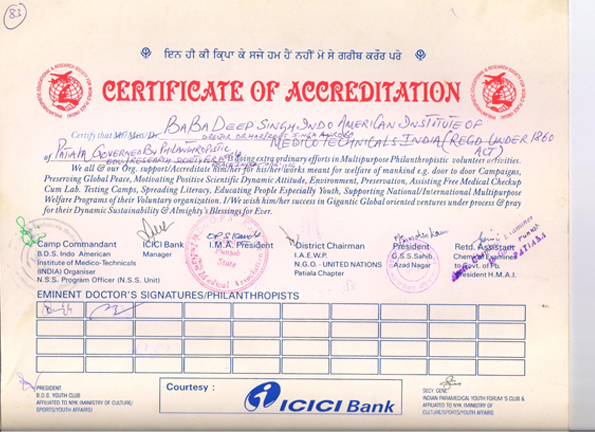 83
ਇਨ ਹੀ ਕੀ ਕ੍ਰਿਪਾ ਕੇ ਸਜੇ ਹਮ ਹੈਂ ਨਹੀਂ ਮੋ ਸੇ ਗਰੀਬ ਕਰੋਰ ਪਰੇ
CERTIFICATE OF ACCREDITATION
Certify that Mr/Mrs/Dr. BABA DEEP SINGH INDO AMERICAN INSTITUTE OF
MEDICO TECHNICALS INDIA (REGD UNDER 1860 ACT)
PATIALA GOVERNED BY PHILANTHROPIC
of is doing extra ordinary efforts in Multipurpose Philanthropist volunteer activities.
We all & our Org. support/Accreditate him/her for his/her works meant for welfare of mankind e.g. door to door Campaigns,
Preserving Global Peace, Motivating Positive Scientific Dynamic Attitude, Environment, Preservation, Assisting Free Medical Checkup
Cum Lab. Testing Camps, Spreading Literacy, Educating People Especially Youth, Supporting National/International Multipurpose
Welfare Programs of their Voluntary organization. I/We wish him/her success in Gigantic Global oriented ventures under process & pray
for their Dynamic Sustainability & Almighty's Blessings for Ever.
Camp Commandant
B.D.S. Indo American
Institute of Medico-Technicals
(INDIA) Organiser
N.S.S. Program Officer (N.S.S. Unit)
ICICI Bank
Manager
I.M.A. President
Punjab
State
District Chairman
I.A.E.W.P.
N.G.O. - UNITED NATIONS
Patiala Chapter
President
G.S.S. Sahib
Azad Nagar
Retd. Assistant
Chemical Examiner
to Govt. of Pb.
President H.M.A.I.
EMINENT DOCTOR'S SIGNATURES/PHILANTHROPISTS
PRESIDENT
B.D.S. YOUTH CLUB
AFFILIATED TO NYK (MINISTRY OF CULTURE/
SPORTS/YOUTH AFFAIRS)
Courtesy :
ICICI Bank
SECY. GENL.
INDIAN PARAMEDICAL YOUTH FORUM'S CLUB &
AFFILIATED TO NYK (MINISTRY OF
CULTURE/SPORTS/YOUTH AFFAIRS)